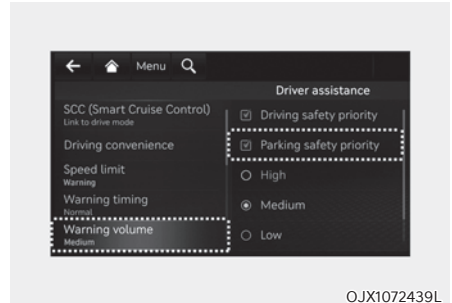 Menu
Driver assistance
SCC (Smart Cruise Control)
Link to drive mode
Driving convenience
Speed limit
Warning
Warning timing
Normal
Warning volume
Medium
Driving safety priority
Parking safety priority
High
Medium
Low
OJX1072439L